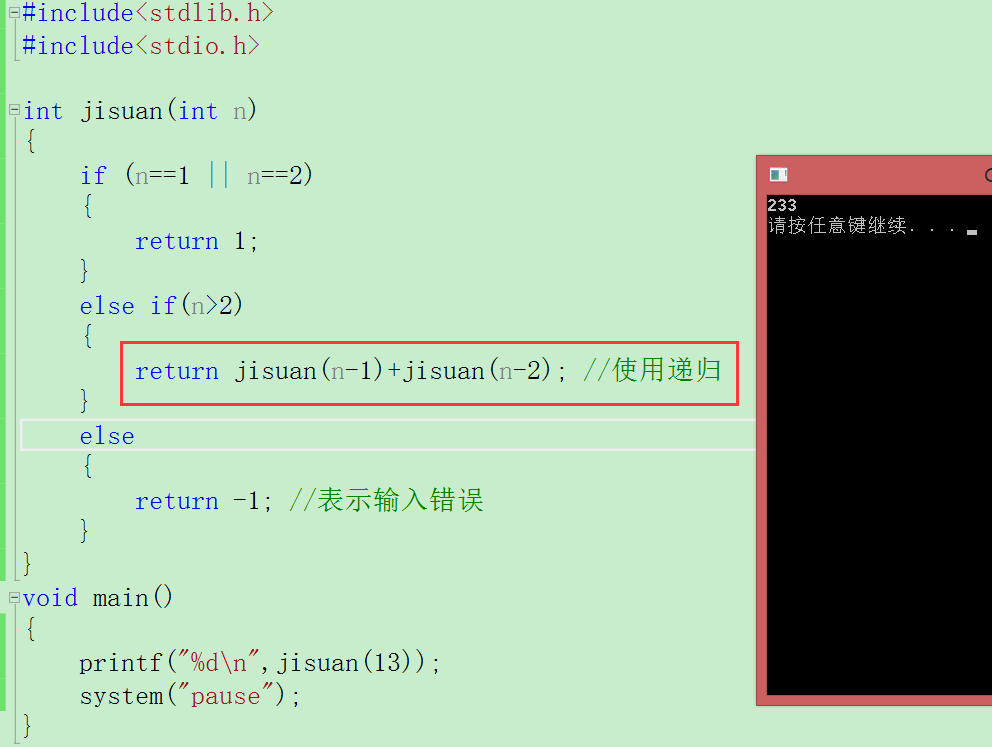 #include<stdlib.h>
#include<stdio.h>
int jisuan(int n)
{
if (n==1 || n==2)
{
return 1;
}
else if(n>2)
{
return jisuan(n-1)+jisuan(n-2); //使用递归
}
else
{
return -1; //表示输入错误
}
}
void main()
{
printf("%d\n",jisuan(13));
system("pause");
}
233
请按任意键继续. . .